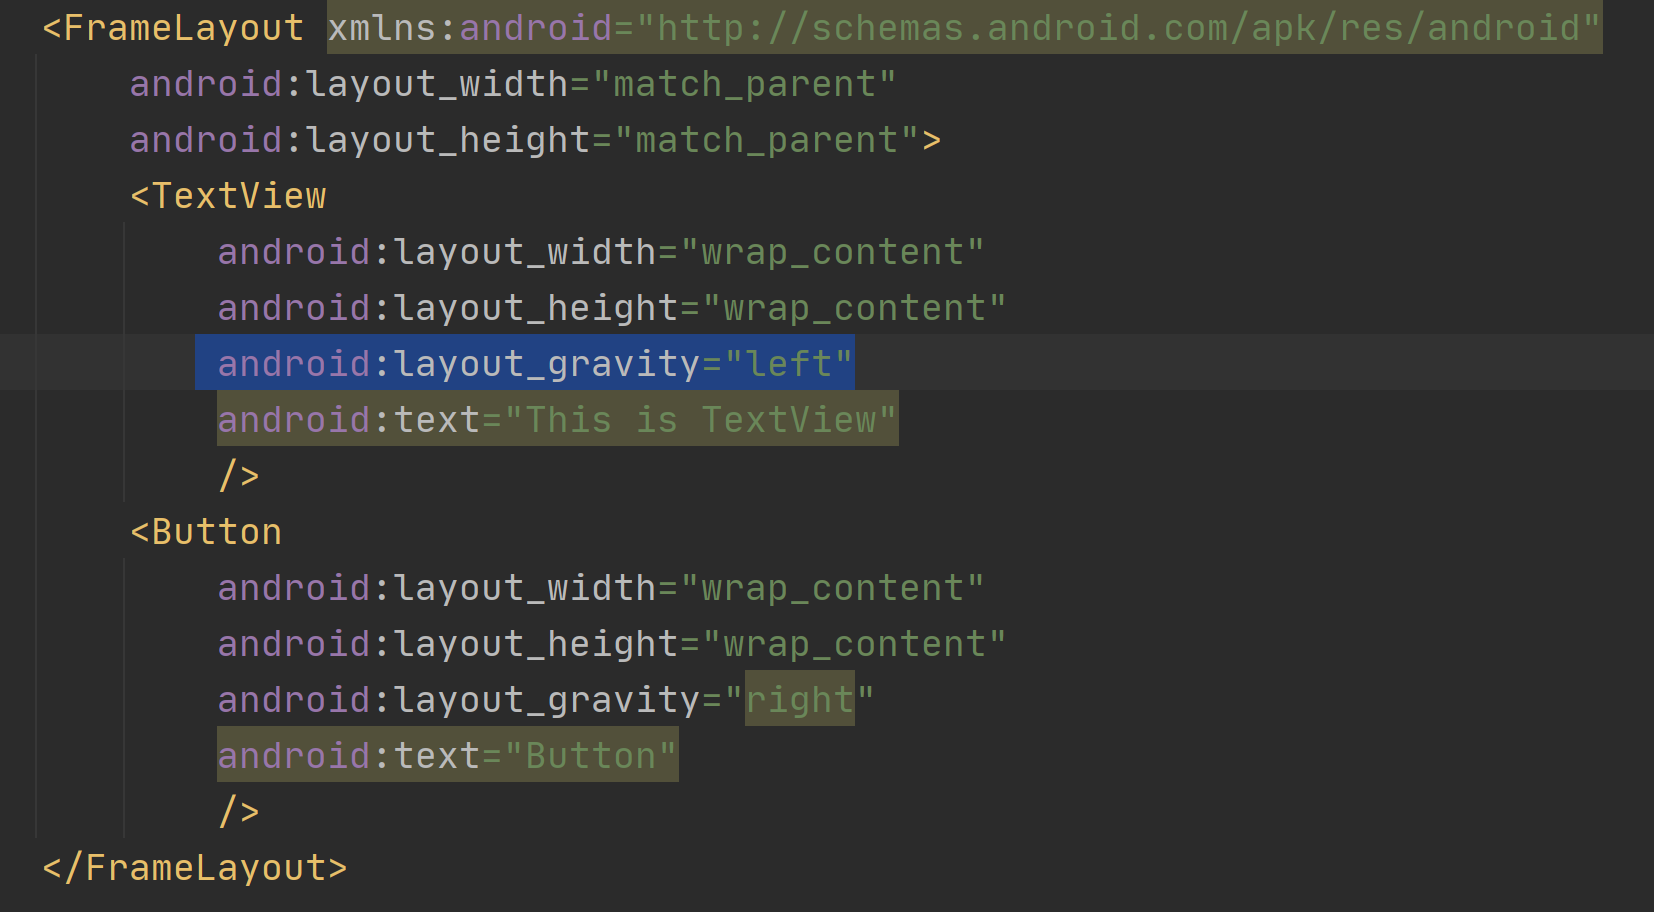 <FrameLayout xmlns:android="http://schemas.android.com/apk/res/android"
    android:layout_width="match_parent"
    android:layout_height="match_parent">
    <TextView
        android:layout_width="wrap_content"
        android:layout_height="wrap_content"
        android:layout_gravity="left"
        android:text="This is TextView"
        />
    <Button
        android:layout_width="wrap_content"
        android:layout_height="wrap_content"
        android:layout_gravity="right"
        android:text="Button"
        />
</FrameLayout>